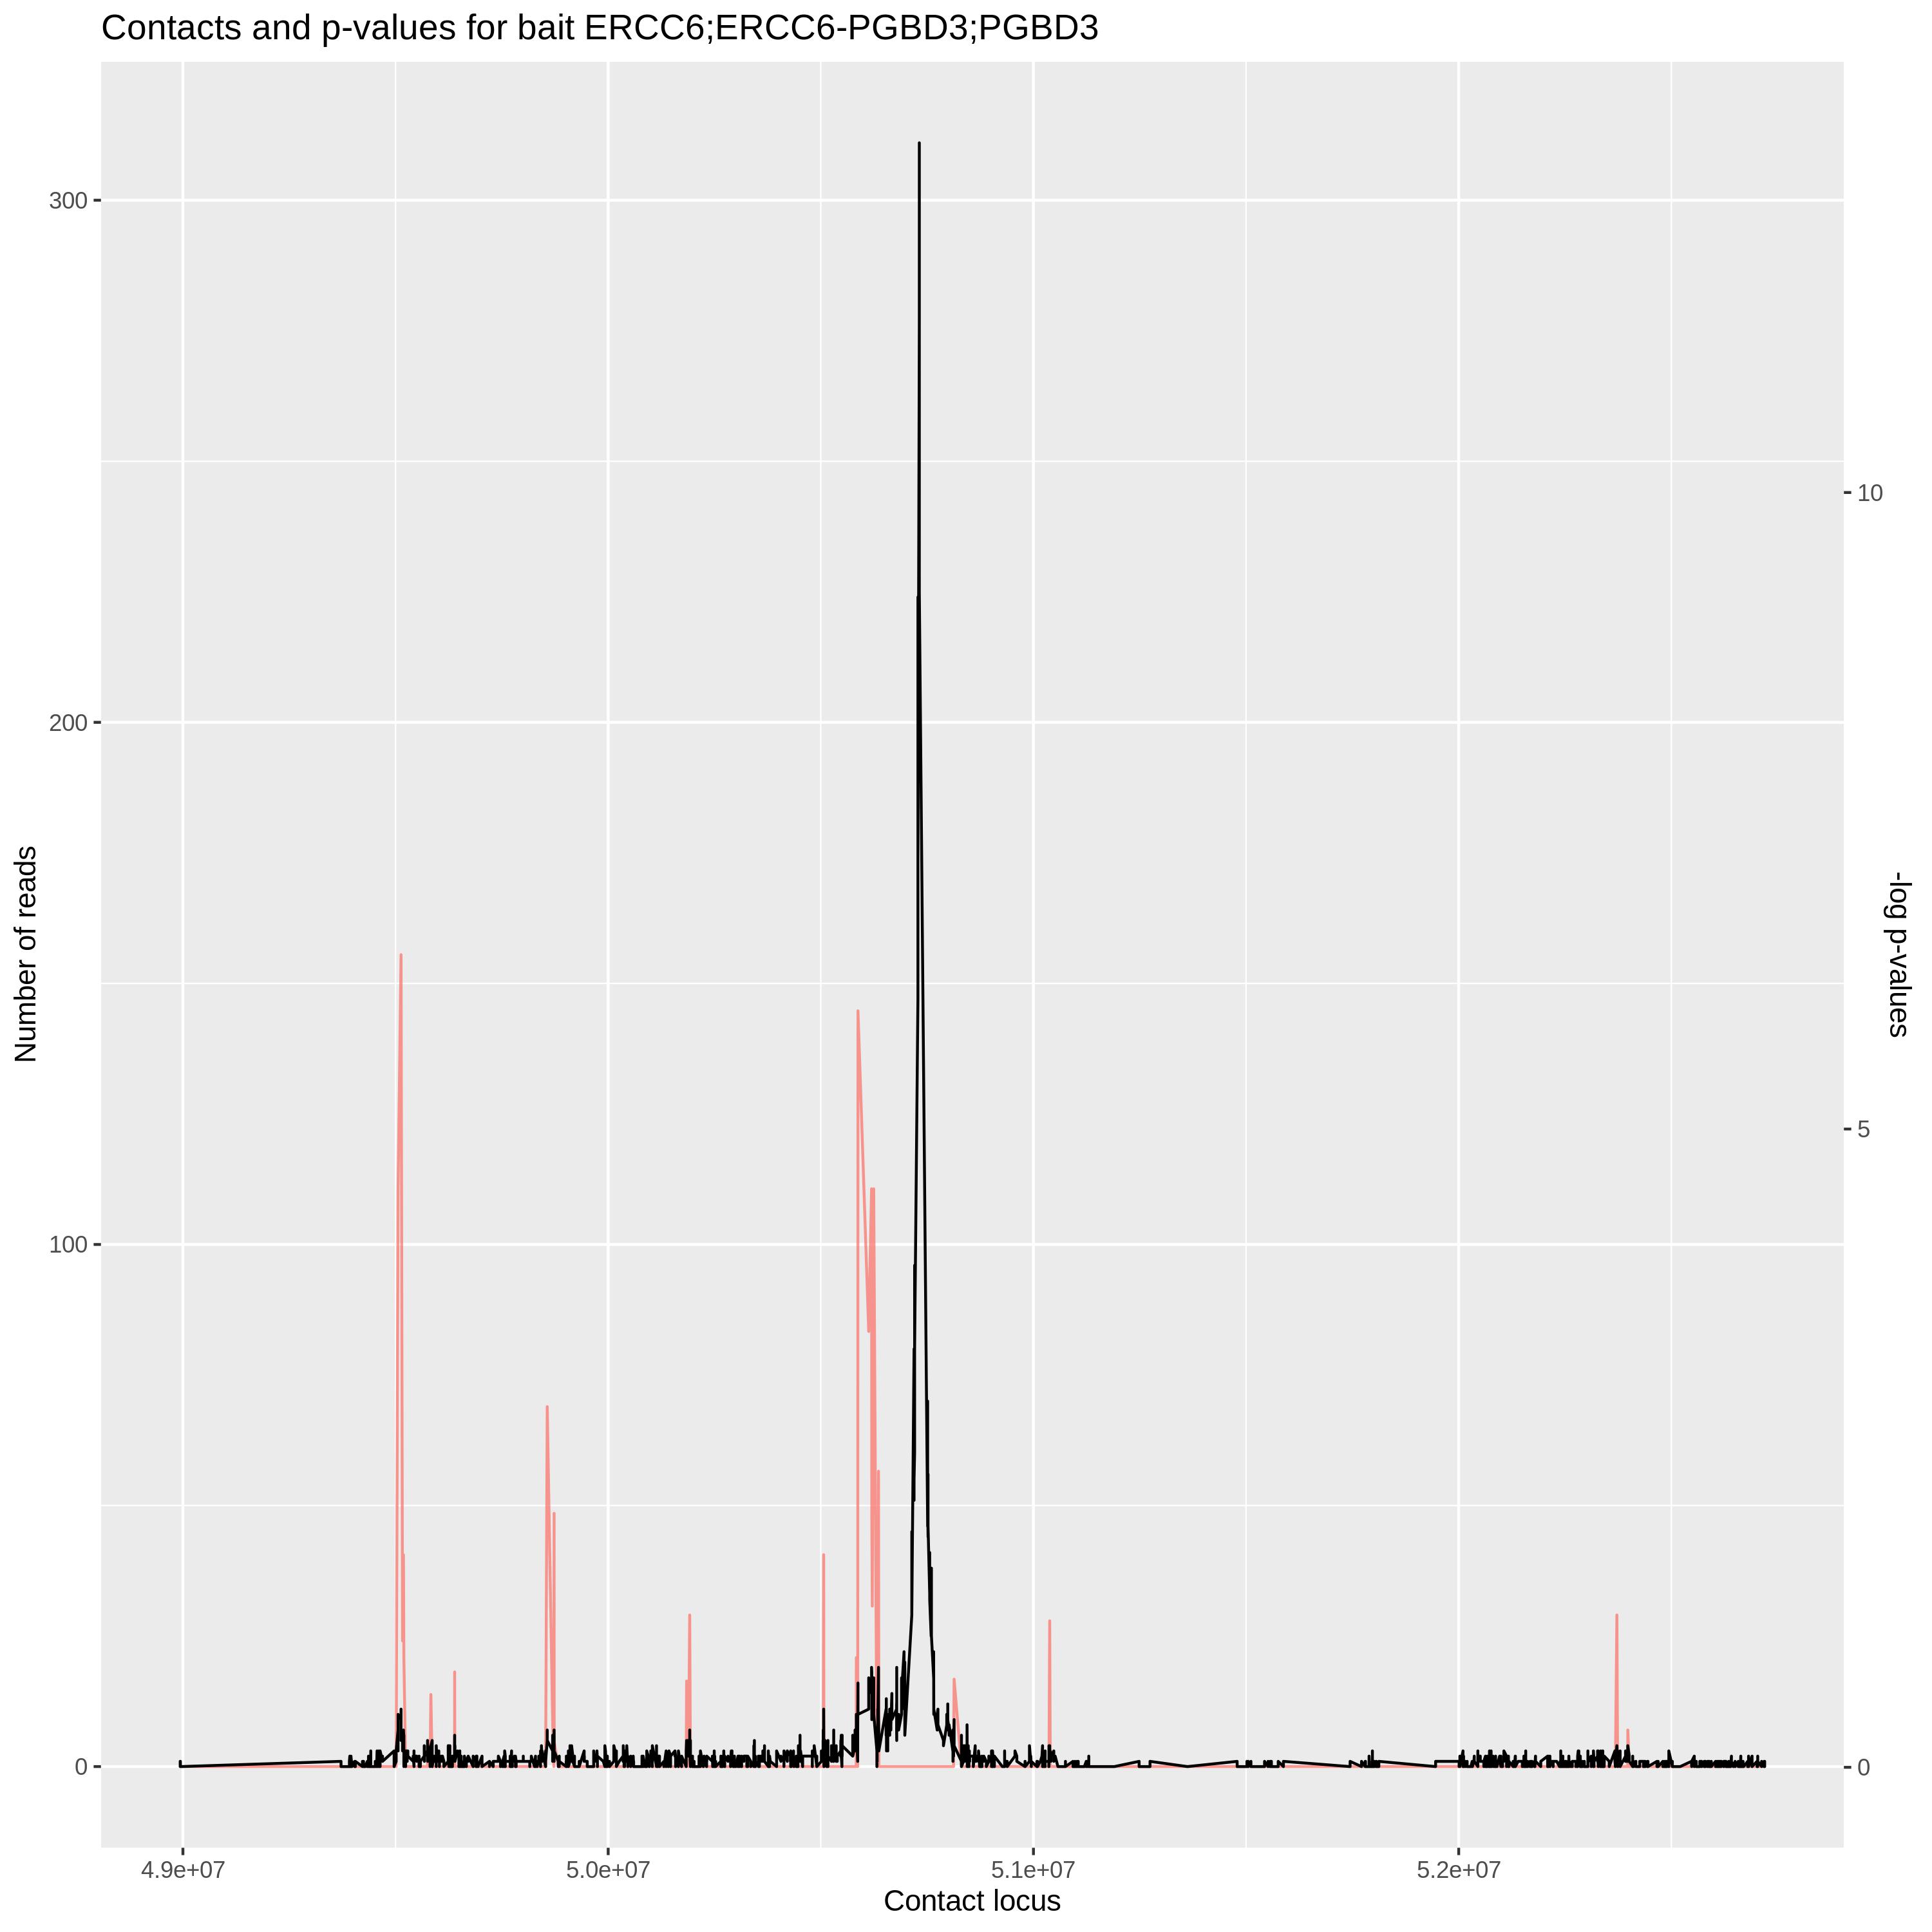 Contacts and p-values for bait ERCC6;ERCC6-PGBD3;PGBD3
300
200
100
0
Number of reads
10
5
0
-log p-values
4.9e+07
5.0e+07
5.1e+07
5.2e+07
Contact locus